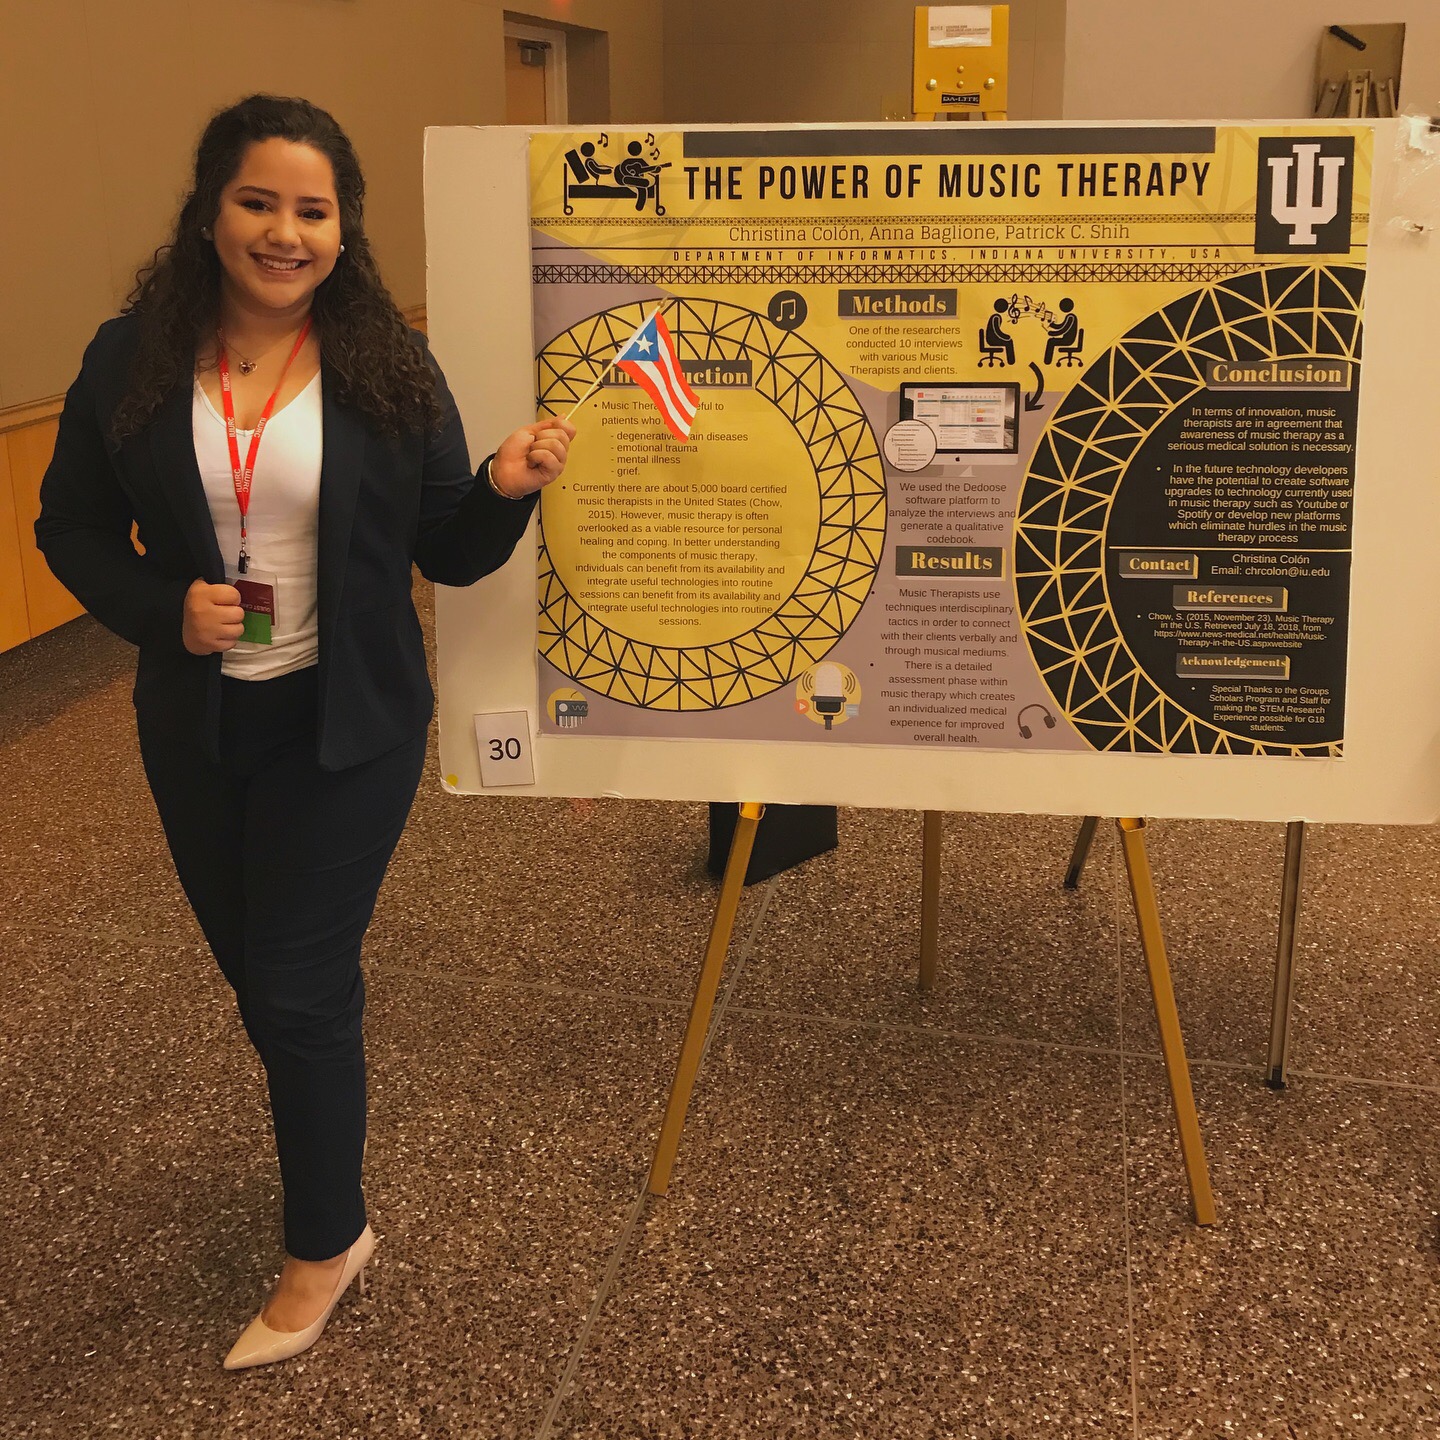 DA-LITE
THE POWER OF MUSIC THERAPY
Christina Colón, Anna Baglione, Patrick C. Shih
DEPARTMENT OF INFORMATICS, INDIANA UNIVERSITY, USA
IUURC
IUURC
IUURC
GUEST
• Music to
patients who
- degenerative diseases
- emotional trauma
- mental illness
- grief.
• Currently there are about 5,000 board certified
music therapists in the United States (Chow,
2015). However, music therapy is often
overlooked as a viable resource for personal
healing and coping. In better understanding
the components of music therapy,
individuals can benefit from its availability and
integrate useful technologies into routine
sessions can benefit from its availability and
integrate useful technologies into routine
sessions.
30
Methods
One of the researchers
conducted 10 interviews
with various Music
Therapists and clients.
We used the Dedoose
software platform to
analyze the interviews and
generate a qualitative
codebook.
Results
• Music Therapists use
techniques interdisciplinary
tactics in order to connect
with their clients verbally and
through musical mediums.
• There is a detailed
assessment phase within
music therapy which creates
an individualized medical
experience for improved
overall health.
Conclusion
• In terms of innovation, music
therapists are in agreement that
awareness of music therapy as a
serious medical solution is necessary.
• In the future technology developers
have the potential to create software
upgrades to technology currently used
in music therapy such as Youtube or
Spotify or develop new platforms
which eliminate hurdles in the music
therapy process
Contact
Christina Colón
Email: chrcolon@iu.edu
References
• Chow, S. (2015, November 23). Music Therapy
in the U.S. Retrieved July 18, 2018, from
https://www.news-medical.net/health/Music-
Therapy-in-the-US.aspxwebsite
Acknowledgements
• Special Thanks to the Groups
Scholars Program and Staff for
making the STEM Research
Experience possible for G18
students.